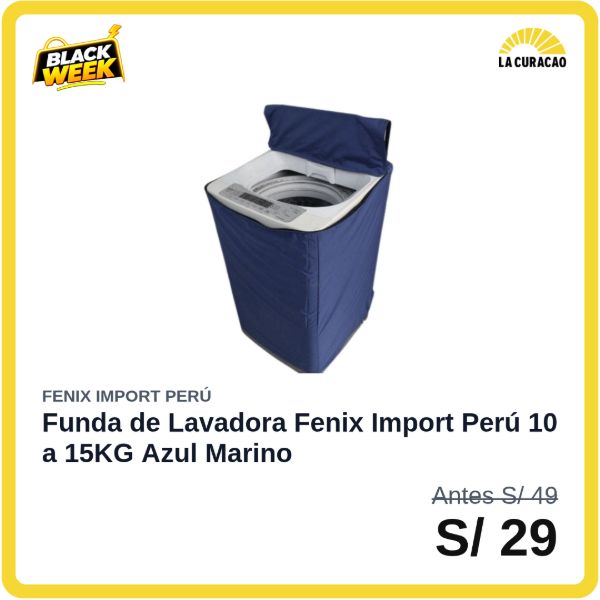 BLACK
WEEK
LA CURACAO
FENIX IMPORT PERÚ
Funda de Lavadora Fenix Import Perú 10
a 15KG Azul Marino
Antes S/ 49
S/ 29